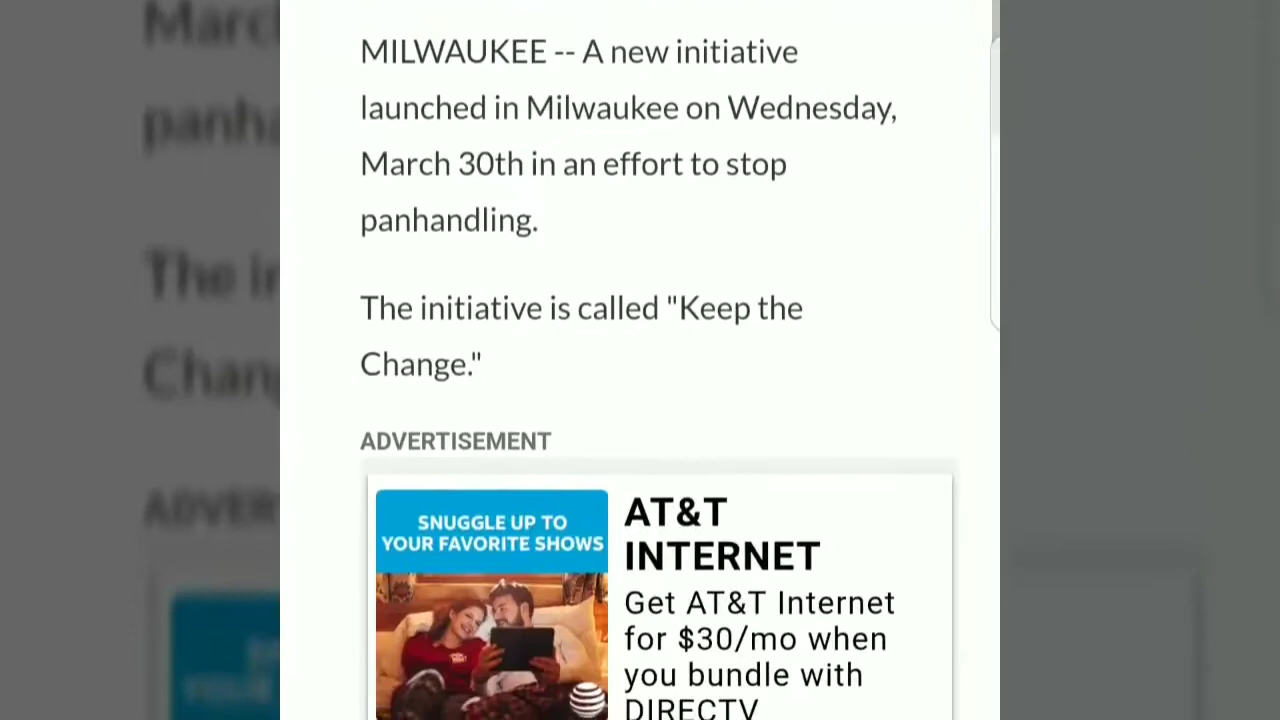 MILWAUKEE -- A new initiative
launched in Milwaukee on Wednesday,
March 30th in an effort to stop
panhandling.
The initiative is called "Keep the
Change."
ADVERTISEMENT
SNUGGLE UP TO
YOUR FAVORITE SHOWS
AT&T
INTERNET
Get AT&T Internet
for $30/mo when
you bundle with
DIRECTV